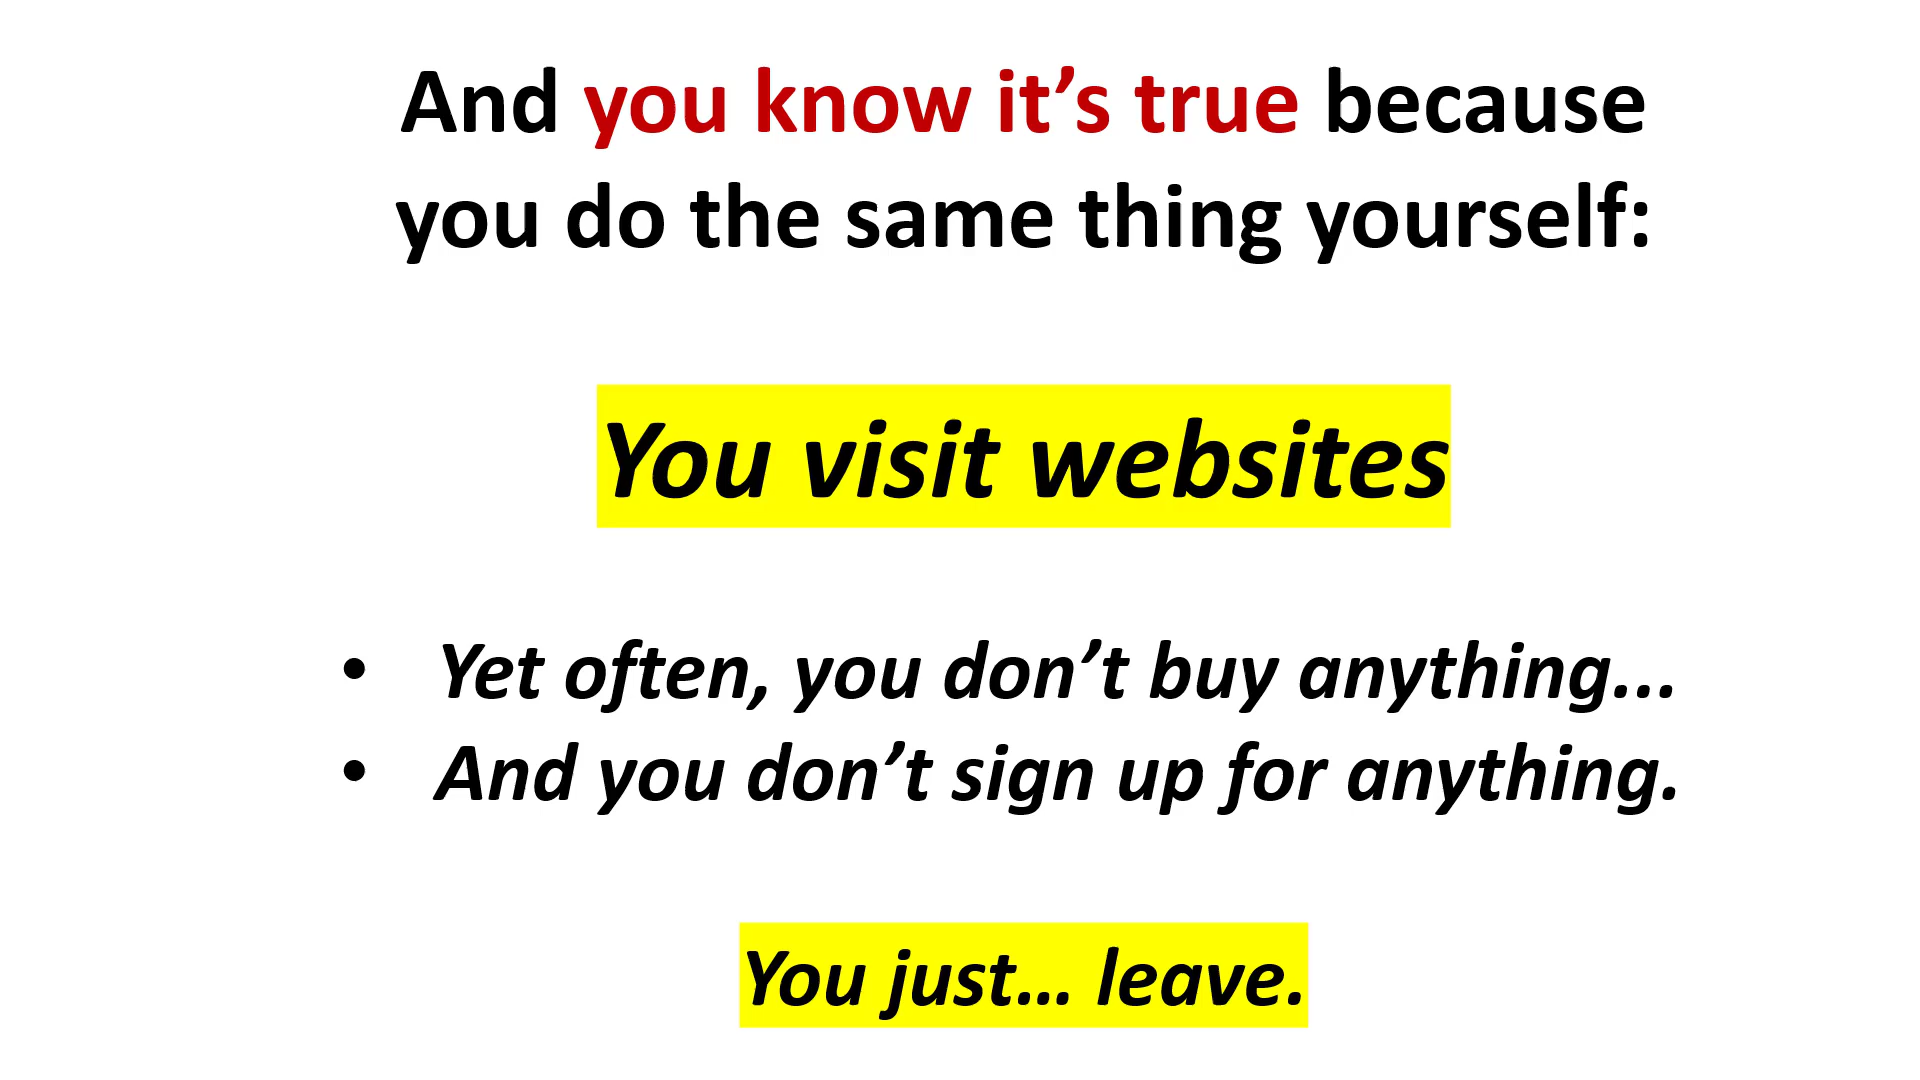 And you know it’s true because
you do the same thing yourself:
You visit websites
• Yet often, you don’t buy anything...
• And you don’t sign up for anything.
You just… leave.